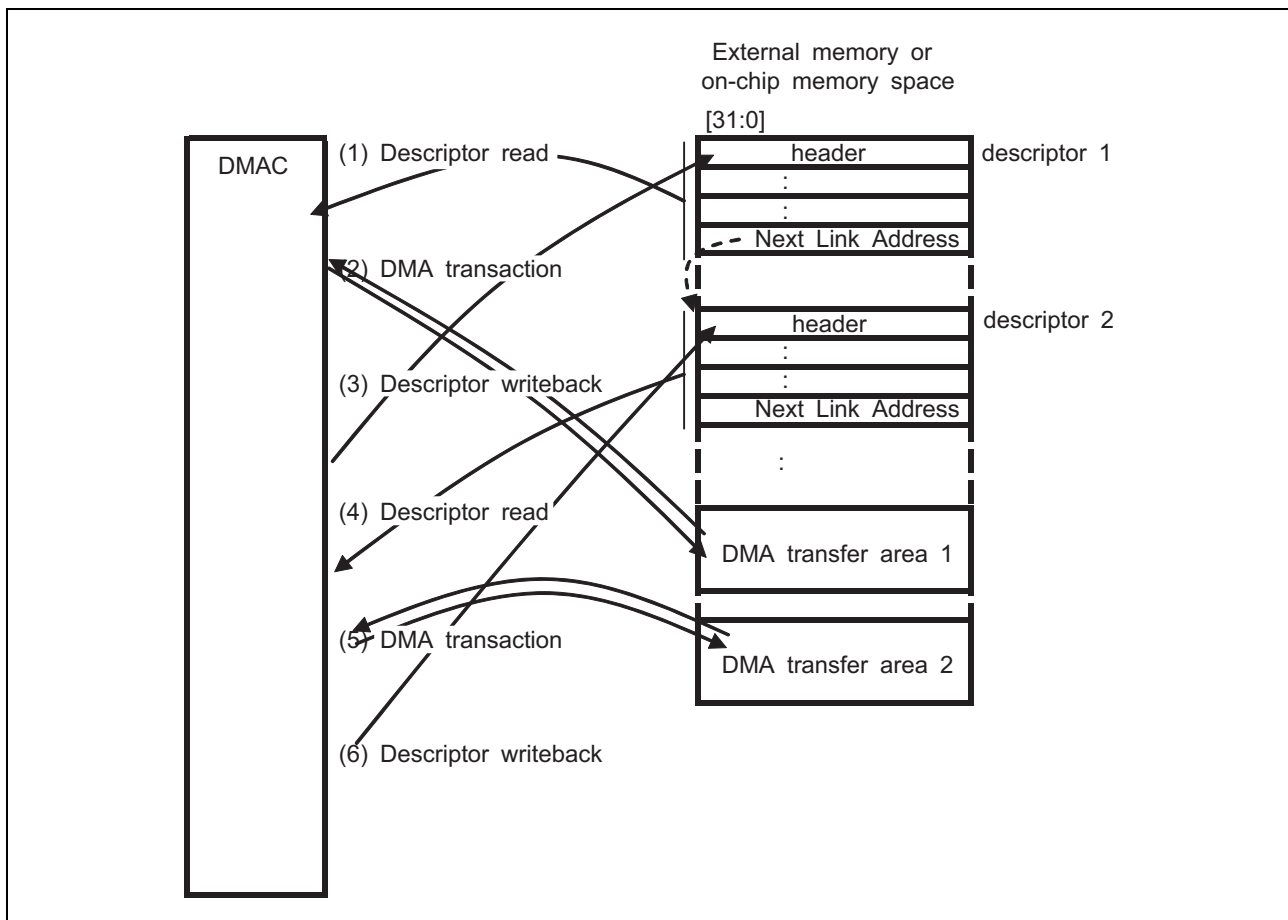 External memory or
on-chip memory space
[31:0]
DMAC
(1) Descriptor read
header
descriptor 1
:
:
Next Link Address
(2) DMA transaction
header
descriptor 2
:
:
(3) Descriptor writeback
Next Link Address
:
(4) Descriptor read
DMA transfer area 1
(5) DMA transaction
DMA transfer area 2
(6) Descriptor writeback